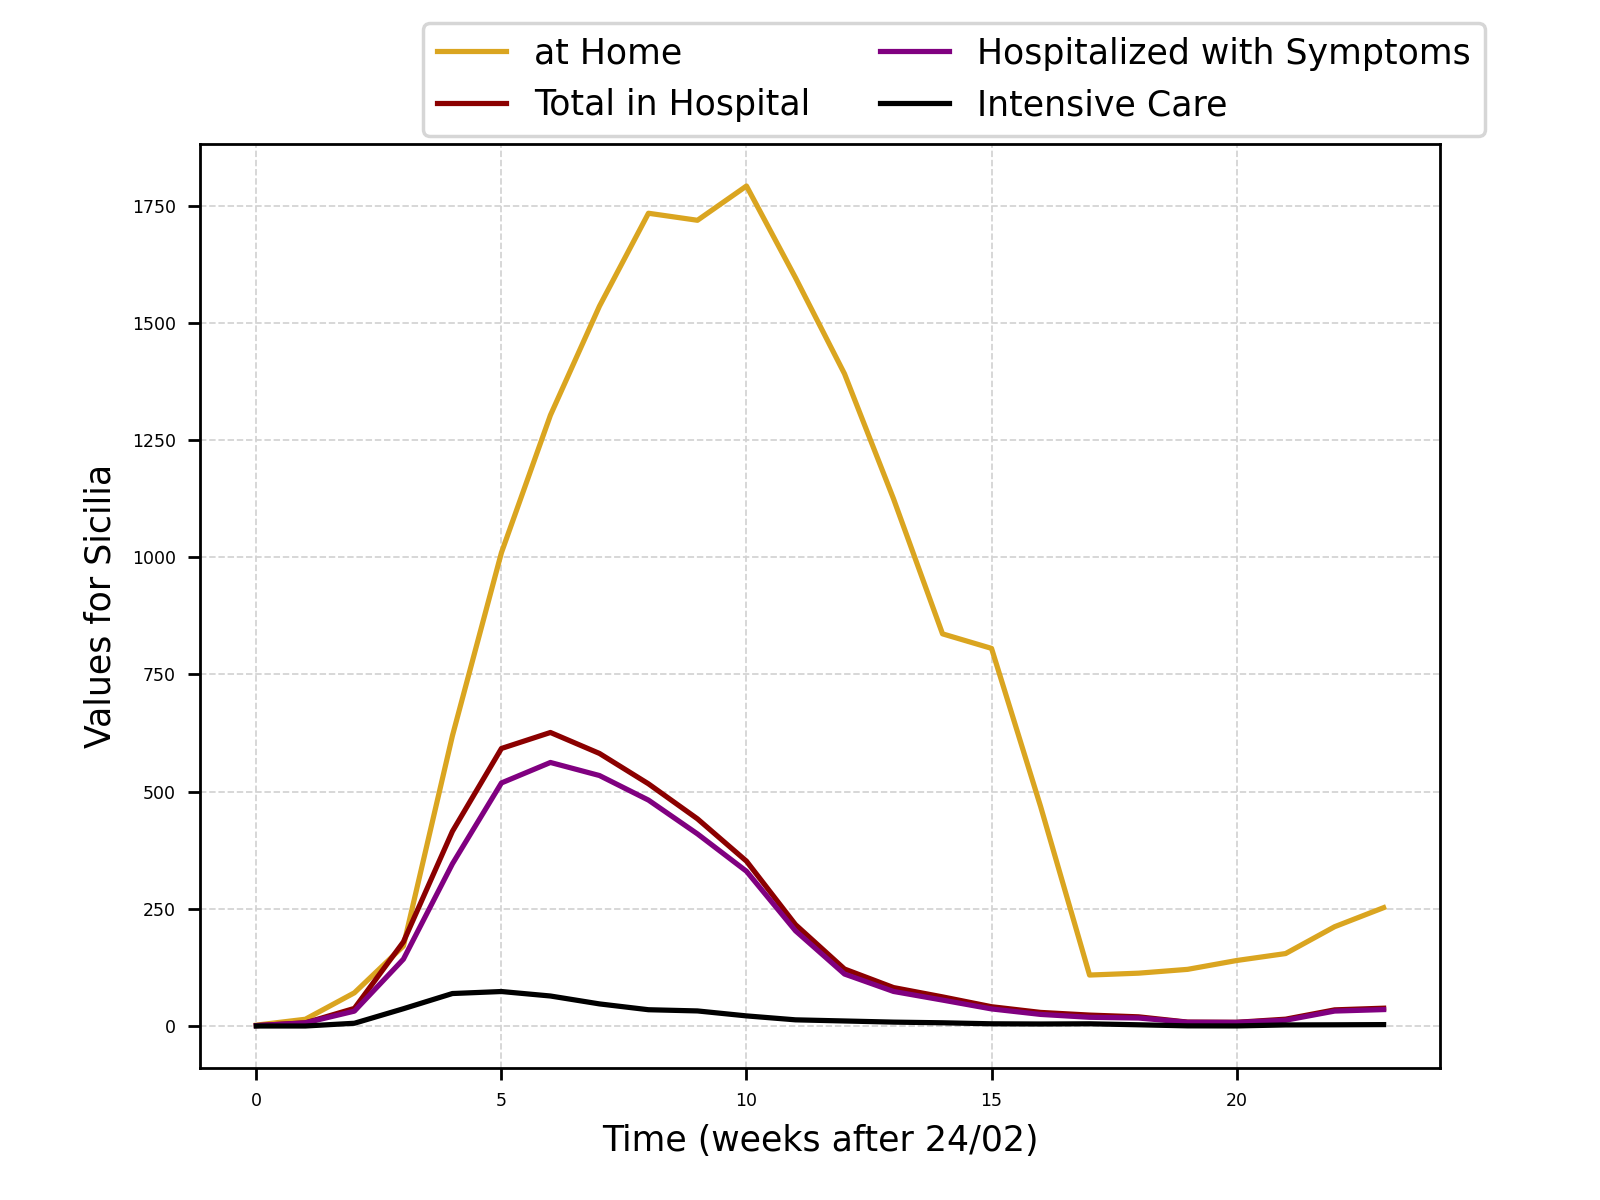 at Home
Total in Hospital
Hospitalized with Symptoms
Intensive Care
Values for Sicilia
1750
1500
1250
1000
750
500
250
0
0 5 10 15 20
Time (weeks after 24/02)